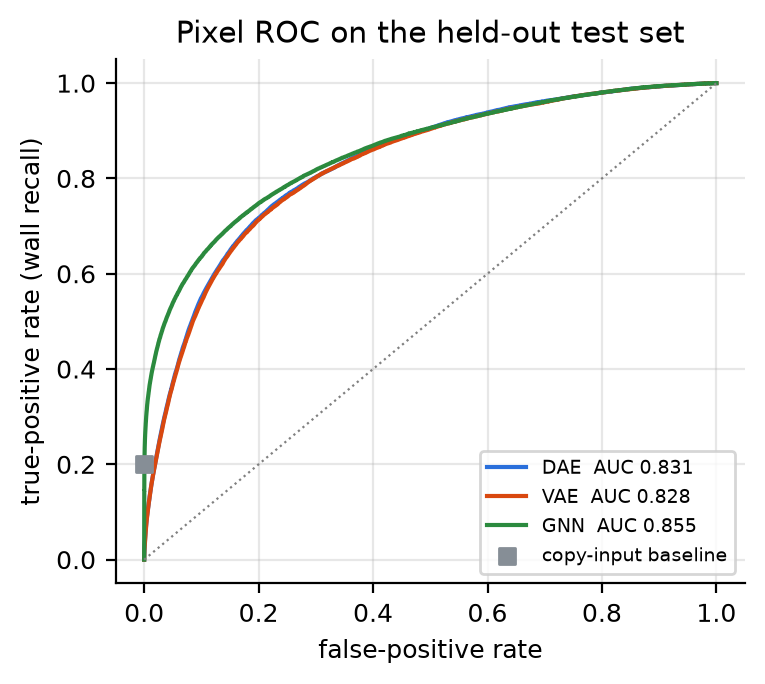 Pixel ROC on the held-out test set
true-positive rate (wall recall)
1.0
0.8
0.6
0.4
0.2
0.0
DAE AUC 0.831
VAE AUC 0.828
GNN AUC 0.855
copy-input baseline
0.0 0.2 0.4 0.6 0.8 1.0
false-positive rate